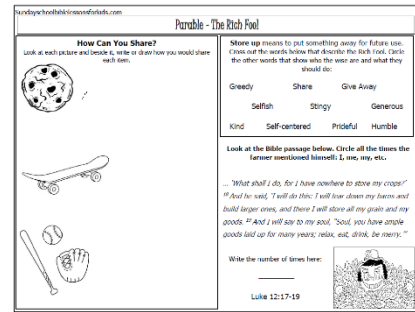 Sundayschoolbiblelessonsforkids.com
Parable - The Rich Fool
How Can You Share?
Look at each picture and beside it, write or draw how you would share
each item.
Store up means to put something away for future use.
Cross out the words below that describe the Rich Fool. Circle
the other words that show who the wise are and what they
should do:
Greedy Share Give Away
Selfish Stingy Generous
Kind Self-centered Prideful Humble
Look at the Bible passage below. Circle all the times the
farmer mentioned himself: I, me, my, etc.
... 'What shall I do, for I have nowhere to store my crops?'
18 And he said, 'I will do this: I will tear down my barns and
build larger ones, and there I will store all my grain and my
goods. 19 And I will say to my soul, "Soul, you have ample
goods laid up for many years; relax, eat, drink, be merry."'
Write the number of times here:
Luke 12:17-19